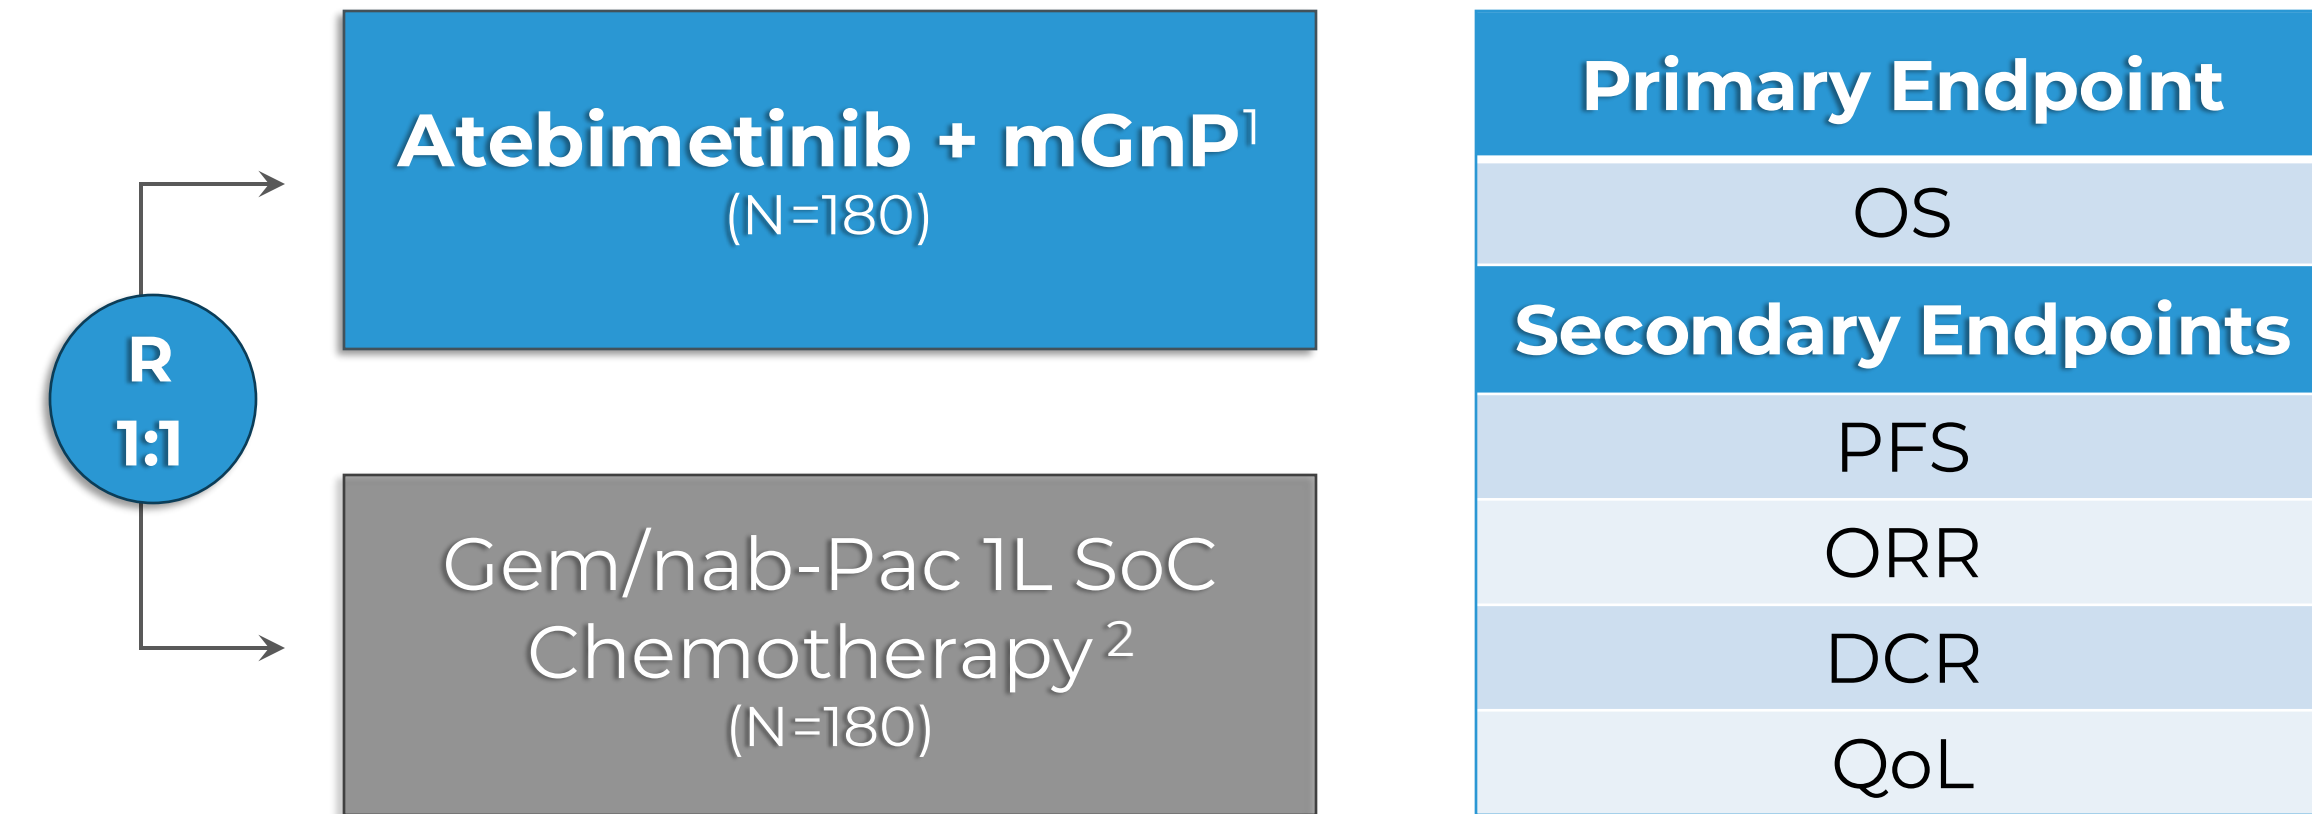 R
1:1
Atebimetinib + mGnP¹
(N=180)
Gem/nab-Pac 1L SoC
Chemotherapy ²
(N=180)
Primary Endpoint
OS
Secondary Endpoints
PFS
ORR
DCR
QoL